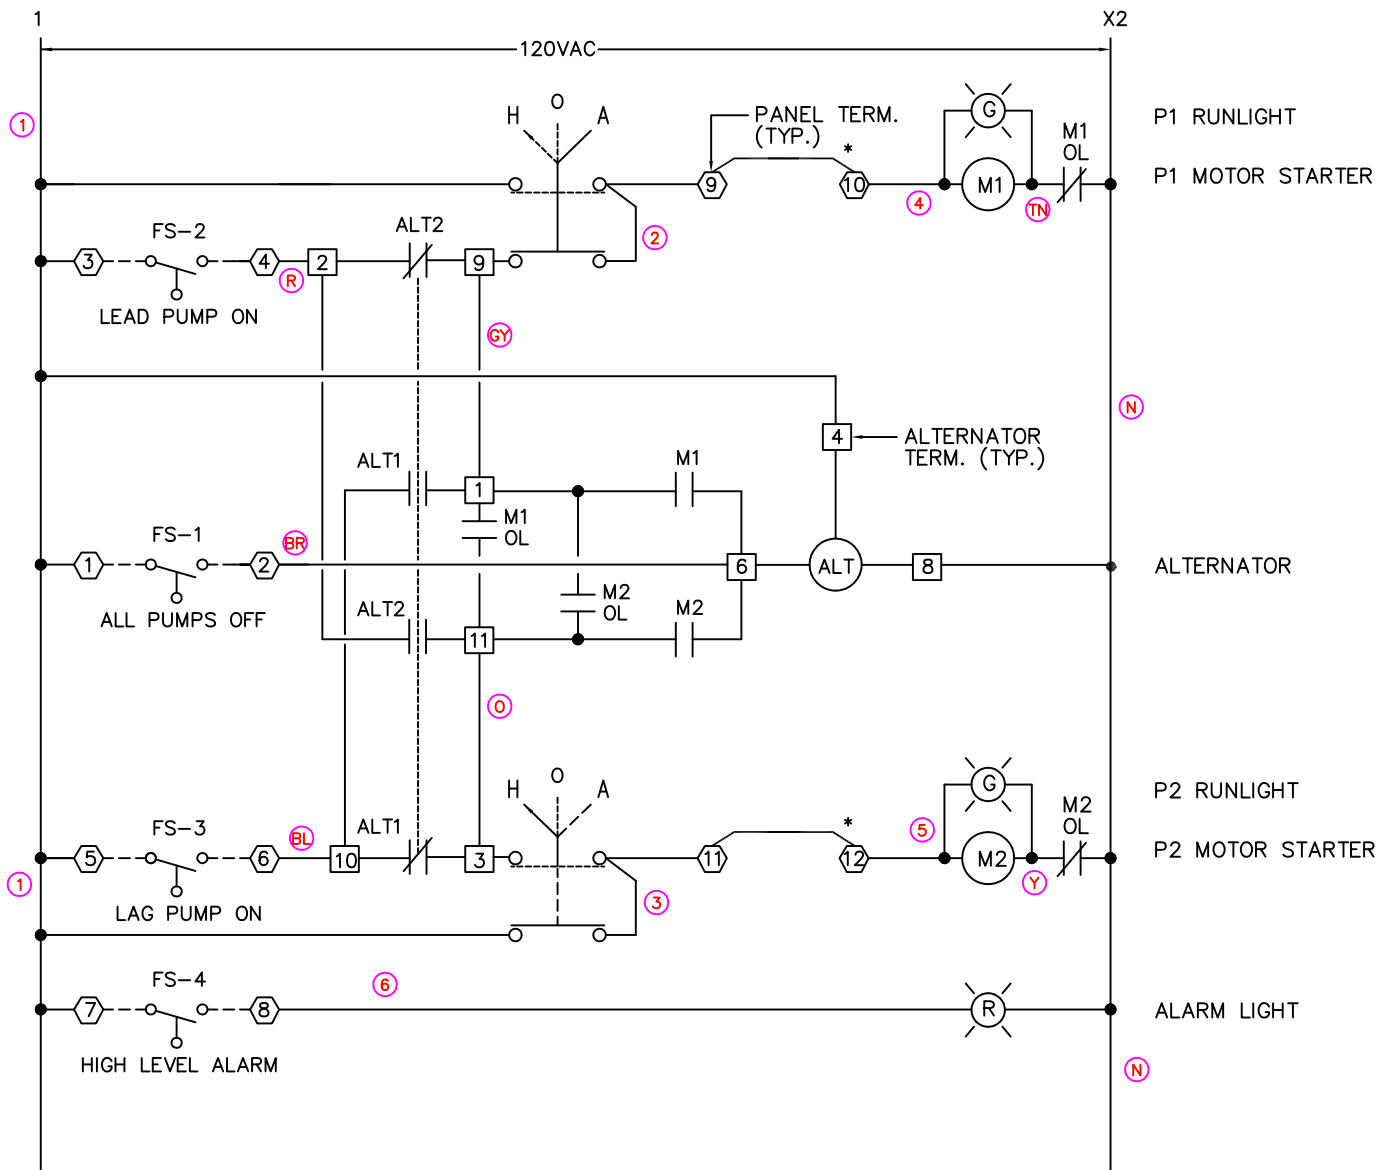 1
X2
120VAC
H O A
PANEL TERM.
(TYP.)
*
G
M1
OL
P1 RUNLIGHT
1
9
10
4
M1
TN
P1 MOTOR STARTER
FS-2
ALT2
2
3
4
R
2
9
LEAD PUMP ON
GY
N
4
ALTERNATOR
TERM. (TYP.)
ALT1
1
M1
M1
OL
FS-1
BR
1
2
6
ALT
8
ALTERNATOR
ALL PUMPS OFF
ALT2
M2
OL
M2
11
O
H O A
*
G
M2
OL
P2 RUNLIGHT
FS-3
BL
ALT1
5
5
6
10
3
11
12
M2
Y
P2 MOTOR STARTER
1
LAG PUMP ON
3
FS-4
6
7
8
R
ALARM LIGHT
HIGH LEVEL ALARM
N